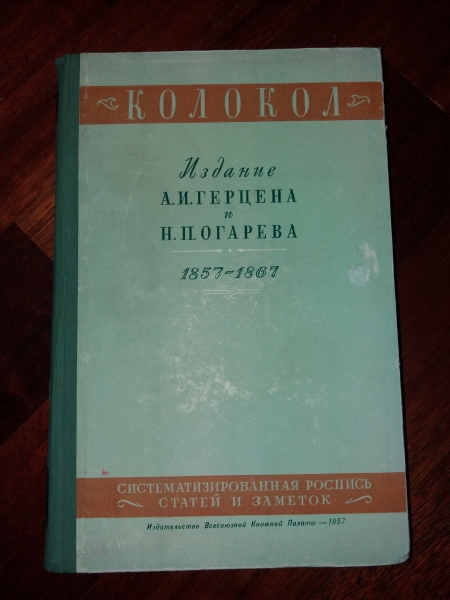 КОЛОКОЛ
Издание
А.И.ГЕРЦЕНА
и
Н.П.ОГАРЕВА
1857-1867
СИСТЕМАТИЗИРОВАННАЯ РОСПИСЬ
СТАТЕЙ И ЗАМЕТОК
Издательство Всесоюзной Книжной Палаты — 1957